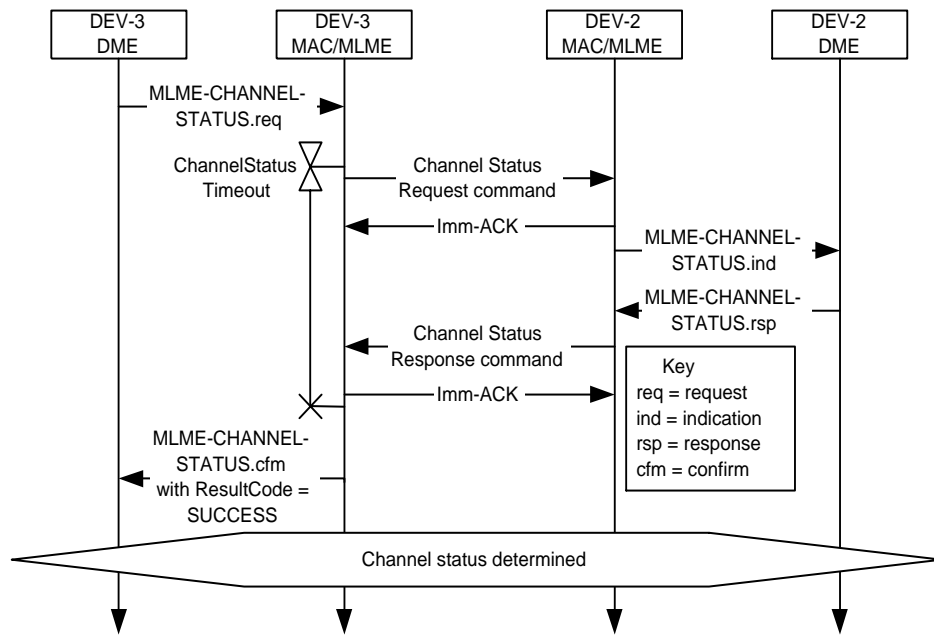 DEV-3
DME
DEV-3
MAC/MLME
DEV-2
MAC/MLME
DEV-2
DME
MLME-CHANNEL-
STATUS.req
ChannelStatus
Timeout
Channel Status
Request command
Imm-ACK
MLME-CHANNEL-
STATUS.ind
MLME-CHANNEL-
STATUS.rsp
Channel Status
Response command
Imm-ACK
Key
req = request
ind = indication
rsp = response
cfm = confirm
MLME-CHANNEL-
STATUS.cfm
with ResultCode =
SUCCESS
Channel status determined